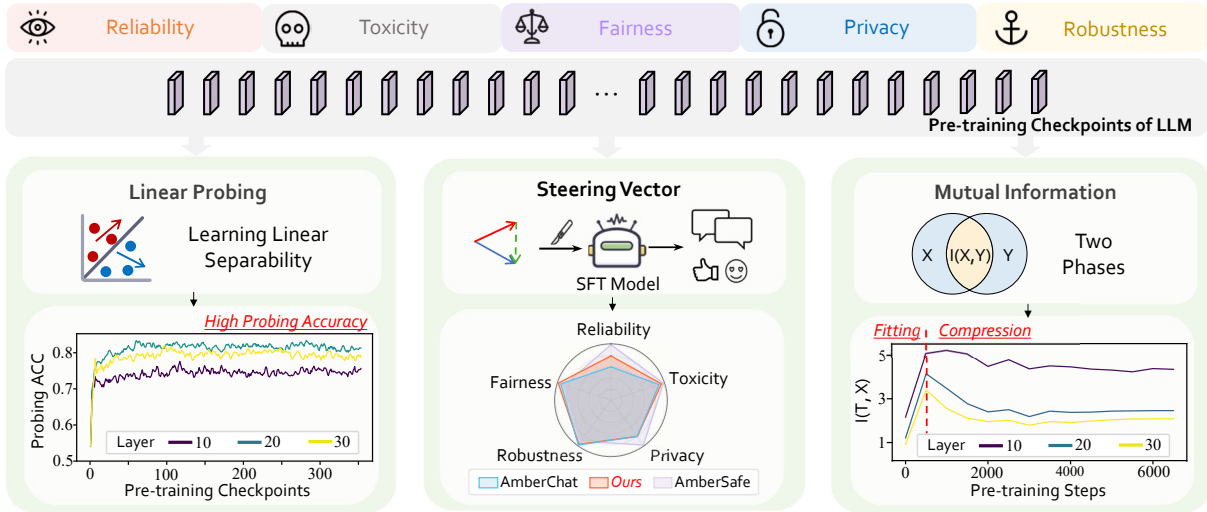 Reliability
Toxicity
Fairness
Privacy
Robustness
...
Pre-training Checkpoints of LLM
Linear Probing
Learning Linear
Separability
High Probing Accuracy
Probing ACC
0.8
0.7
0.6
0.5
Layer 10 20 30
0 100 200 300
Pre-training Checkpoints
Steering Vector
SFT Model
Reliability
Fairness
Toxicity
Robustness
Privacy
AmberChat Ours AmberSafe
Mutual Information
X I(X,Y) Y
Two
Phases
Fitting Compression
I(T, X)
5
3
1
Layer 10 20 30
0 2000 4000 6000
Pre-training Steps